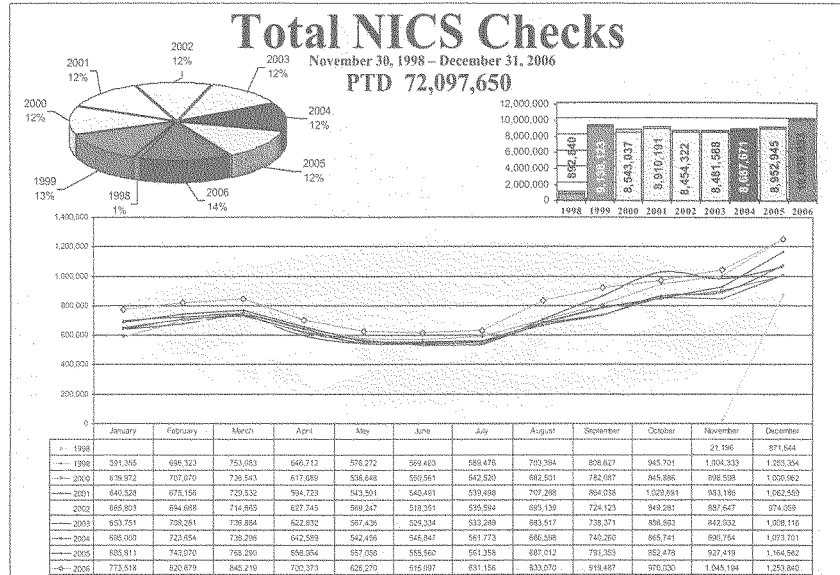 Total NICS Checks
November 30, 1998 – December 31, 2006
PTD 72,097,650
2002
12%
2003
12%
2004
12%
2005
12%
2006
14%
1998
1%
1999
13%
2000
12%
2001
12%
12,000,000
10,000,000
8,000,000
6,000,000
4,000,000
2,000,000
0
892,840
8,543,037
8,910,191
8,454,322
8,481,588
8,952,945
1998 1999 2000 2001 2002 2003 2004 2005 2006
1,400,000
1,200,000
1,000,000
800,000
600,000
400,000
200,000
0
January February March April May June July August September October November December
1998 21,196 871,644
1999 591,355 696,323 753,083 646,712 576,272 569,493 589,476 703,394 808,627 945,701 1,004,333 1,253,354
2000 639,972 707,070 736,543 617,689 538,648 550,561 542,520 682,501 782,087 845,886 898,598 1,000,962
2001 640,528 675,156 729,532 594,723 543,501 540,491 539,498 707,288 864,038 1,029,691 983,186 1,062,559
2002 665,803 694,668 714,665 627,745 569,247 518,351 535,594 693,139 724,123 849,281 887,647 974,059
2003 653,751 708,281 736,864 622,832 567,436 529,334 533,289 683,517 738,371 856,863 842,932 1,008,118
2004 695,000 723,654 738,298 642,589 542,456 546,847 561,773 666,598 740,260 865,741 890,754 1,073,701
2005 685,811 743,070 768,290 658,954 557,058 555,560 561,358 687,012 791,353 852,478 927,419 1,164,582
2006 775,518 820,679 845,219 700,373 626,270 616,097 631,156 833,070 919,487 970,030 1,045,194 1,253,840